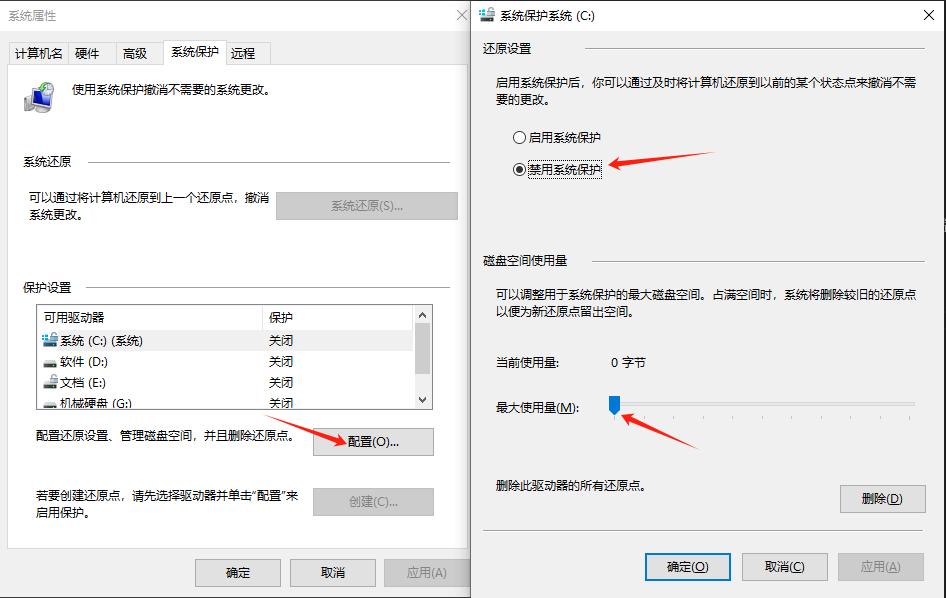 系统属性
计算机名
硬件
高级
系统保护
远程
使用系统保护撤消不需要的系统更改。
系统还原
可以通过将计算机还原到上一个还原点，撤消
系统更改。
系统还原(S)...
保护设置
可用驱动器
保护
系统 (C:) (系统)
关闭
软件 (D:)
关闭
文档 (E:)
关闭
机械硬盘 (G:)
关闭
配置还原设置、管理磁盘空间，并且删除还原点。
配置(O)...
若要创建还原点，请先选择驱动器并单击"配置"来
启用保护。
创建(C)...
确定
取消
应用(A)
系统保护系统 (C:)
还原设置
启用系统保护后，你可以通过及时将计算机还原到以前的某个状态点来撤消不需
要的更改。
启用系统保护
禁用系统保护
磁盘空间使用量
可以调整用于系统保护的最大磁盘空间。占满空间时，系统将删除较旧的还原点
以便为新还原点留出空间。
当前使用量:
0 字节
最大使用量(M):
删除此驱动器的所有还原点。
删除(D)
确定(O)
取消(C)
应用(A)